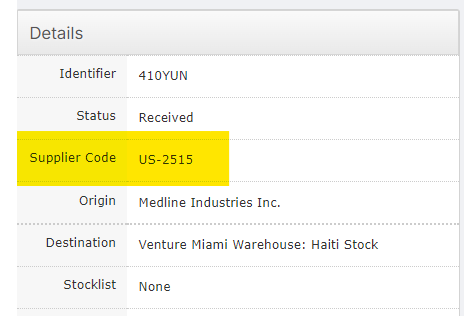 Details
Identifier 410YUN
Status Received
Supplier Code US-2515
Origin Medline Industries Inc.
Destination Venture Miami Warehouse: Haiti Stock
Stocklist None